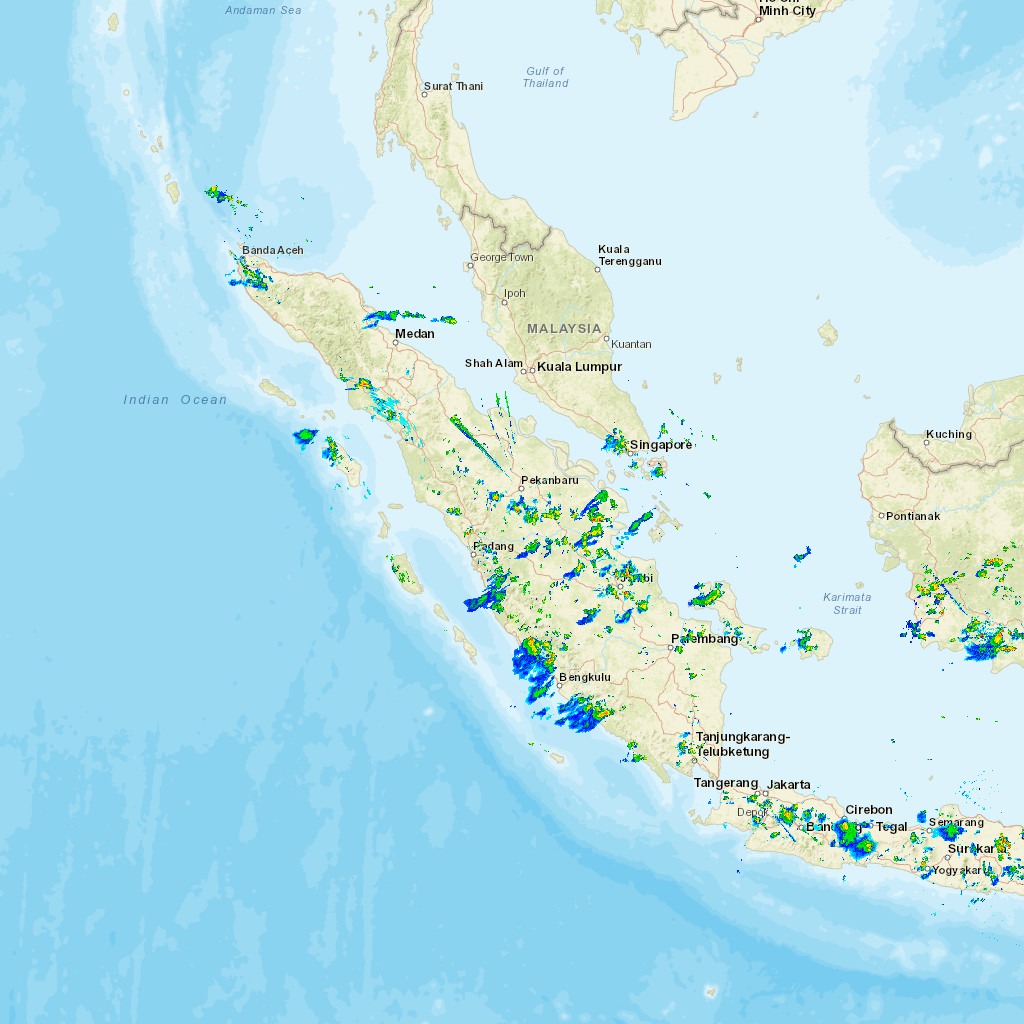 Andaman Sea
Minh City
Gulf of
Thailand
Surat Thani
Banda Aceh
George Town
Kuala
Terengganu
Ipoh
MALAYSIA
Medan
Kuantan
Shah Alam
Kuala Lumpur
Indian Ocean
Singapore
Kuching
Pekanbaru
Pontianak
Padang
Karimata
Strait
Palembang
Bengkulu
Tanjungkarang-
Telubketung
Tangerang
Jakarta
Depok
Cirebon
Tegal
Semarang
Surakarta
Yogyakarta